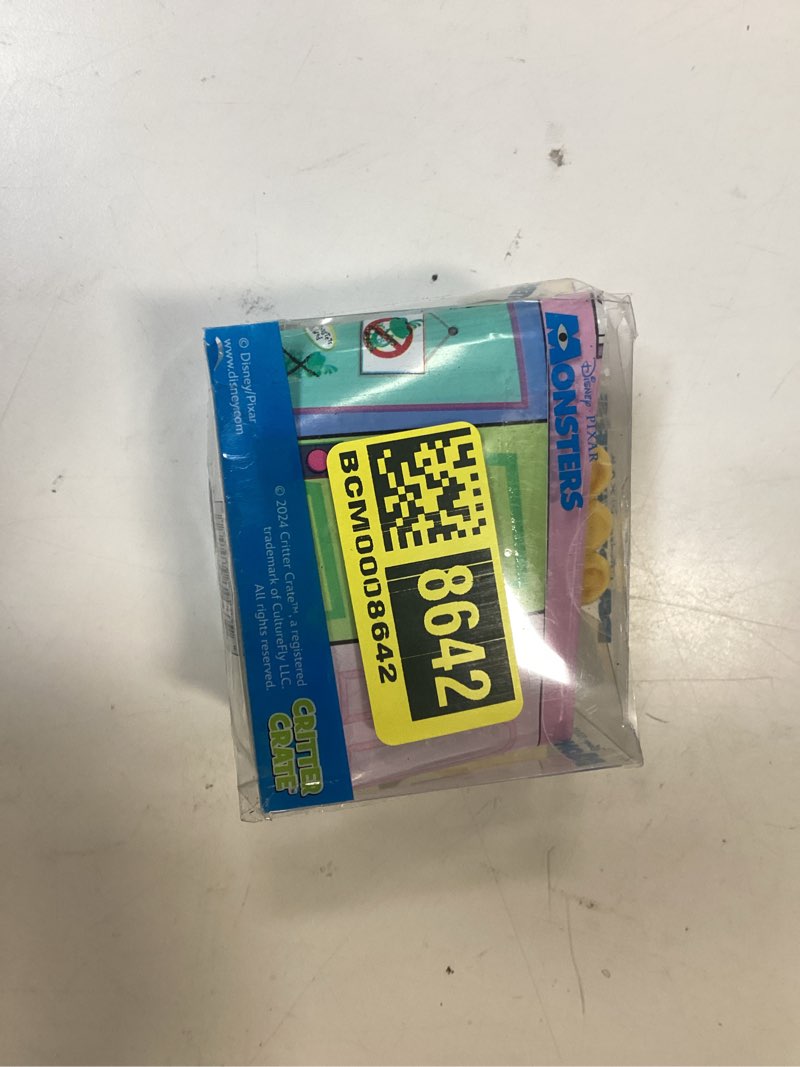 © Disney/Pixar
www.disney.com
© 2024 Critter Crate™, a registered
trademark of CultureFly LLC.
All rights reserved.
CRITTER
CRATE
BCM0008642
8642
DISNEY PIXAR
MONSTERS